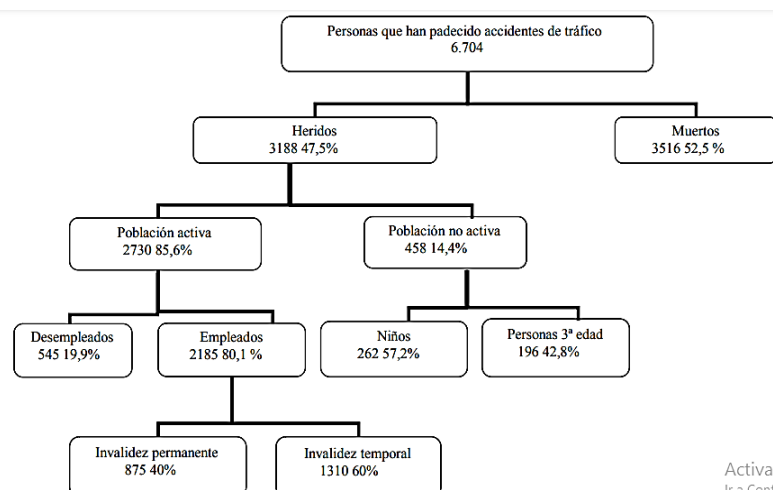 Personas que han padecido accidentes de tráfico
6.704
Heridos
3188 47,5%
Muertos
3516 52,5 %
Población activa
2730 85,6%
Población no activa
458 14,4%
Desempleados
545 19,9%
Empleados
2185 80,1 %
Niños
262 57,2%
Personas 3ª edad
196 42,8%
Invalidez permanente
875 40%
Invalidez temporal
1310 60%
Activa